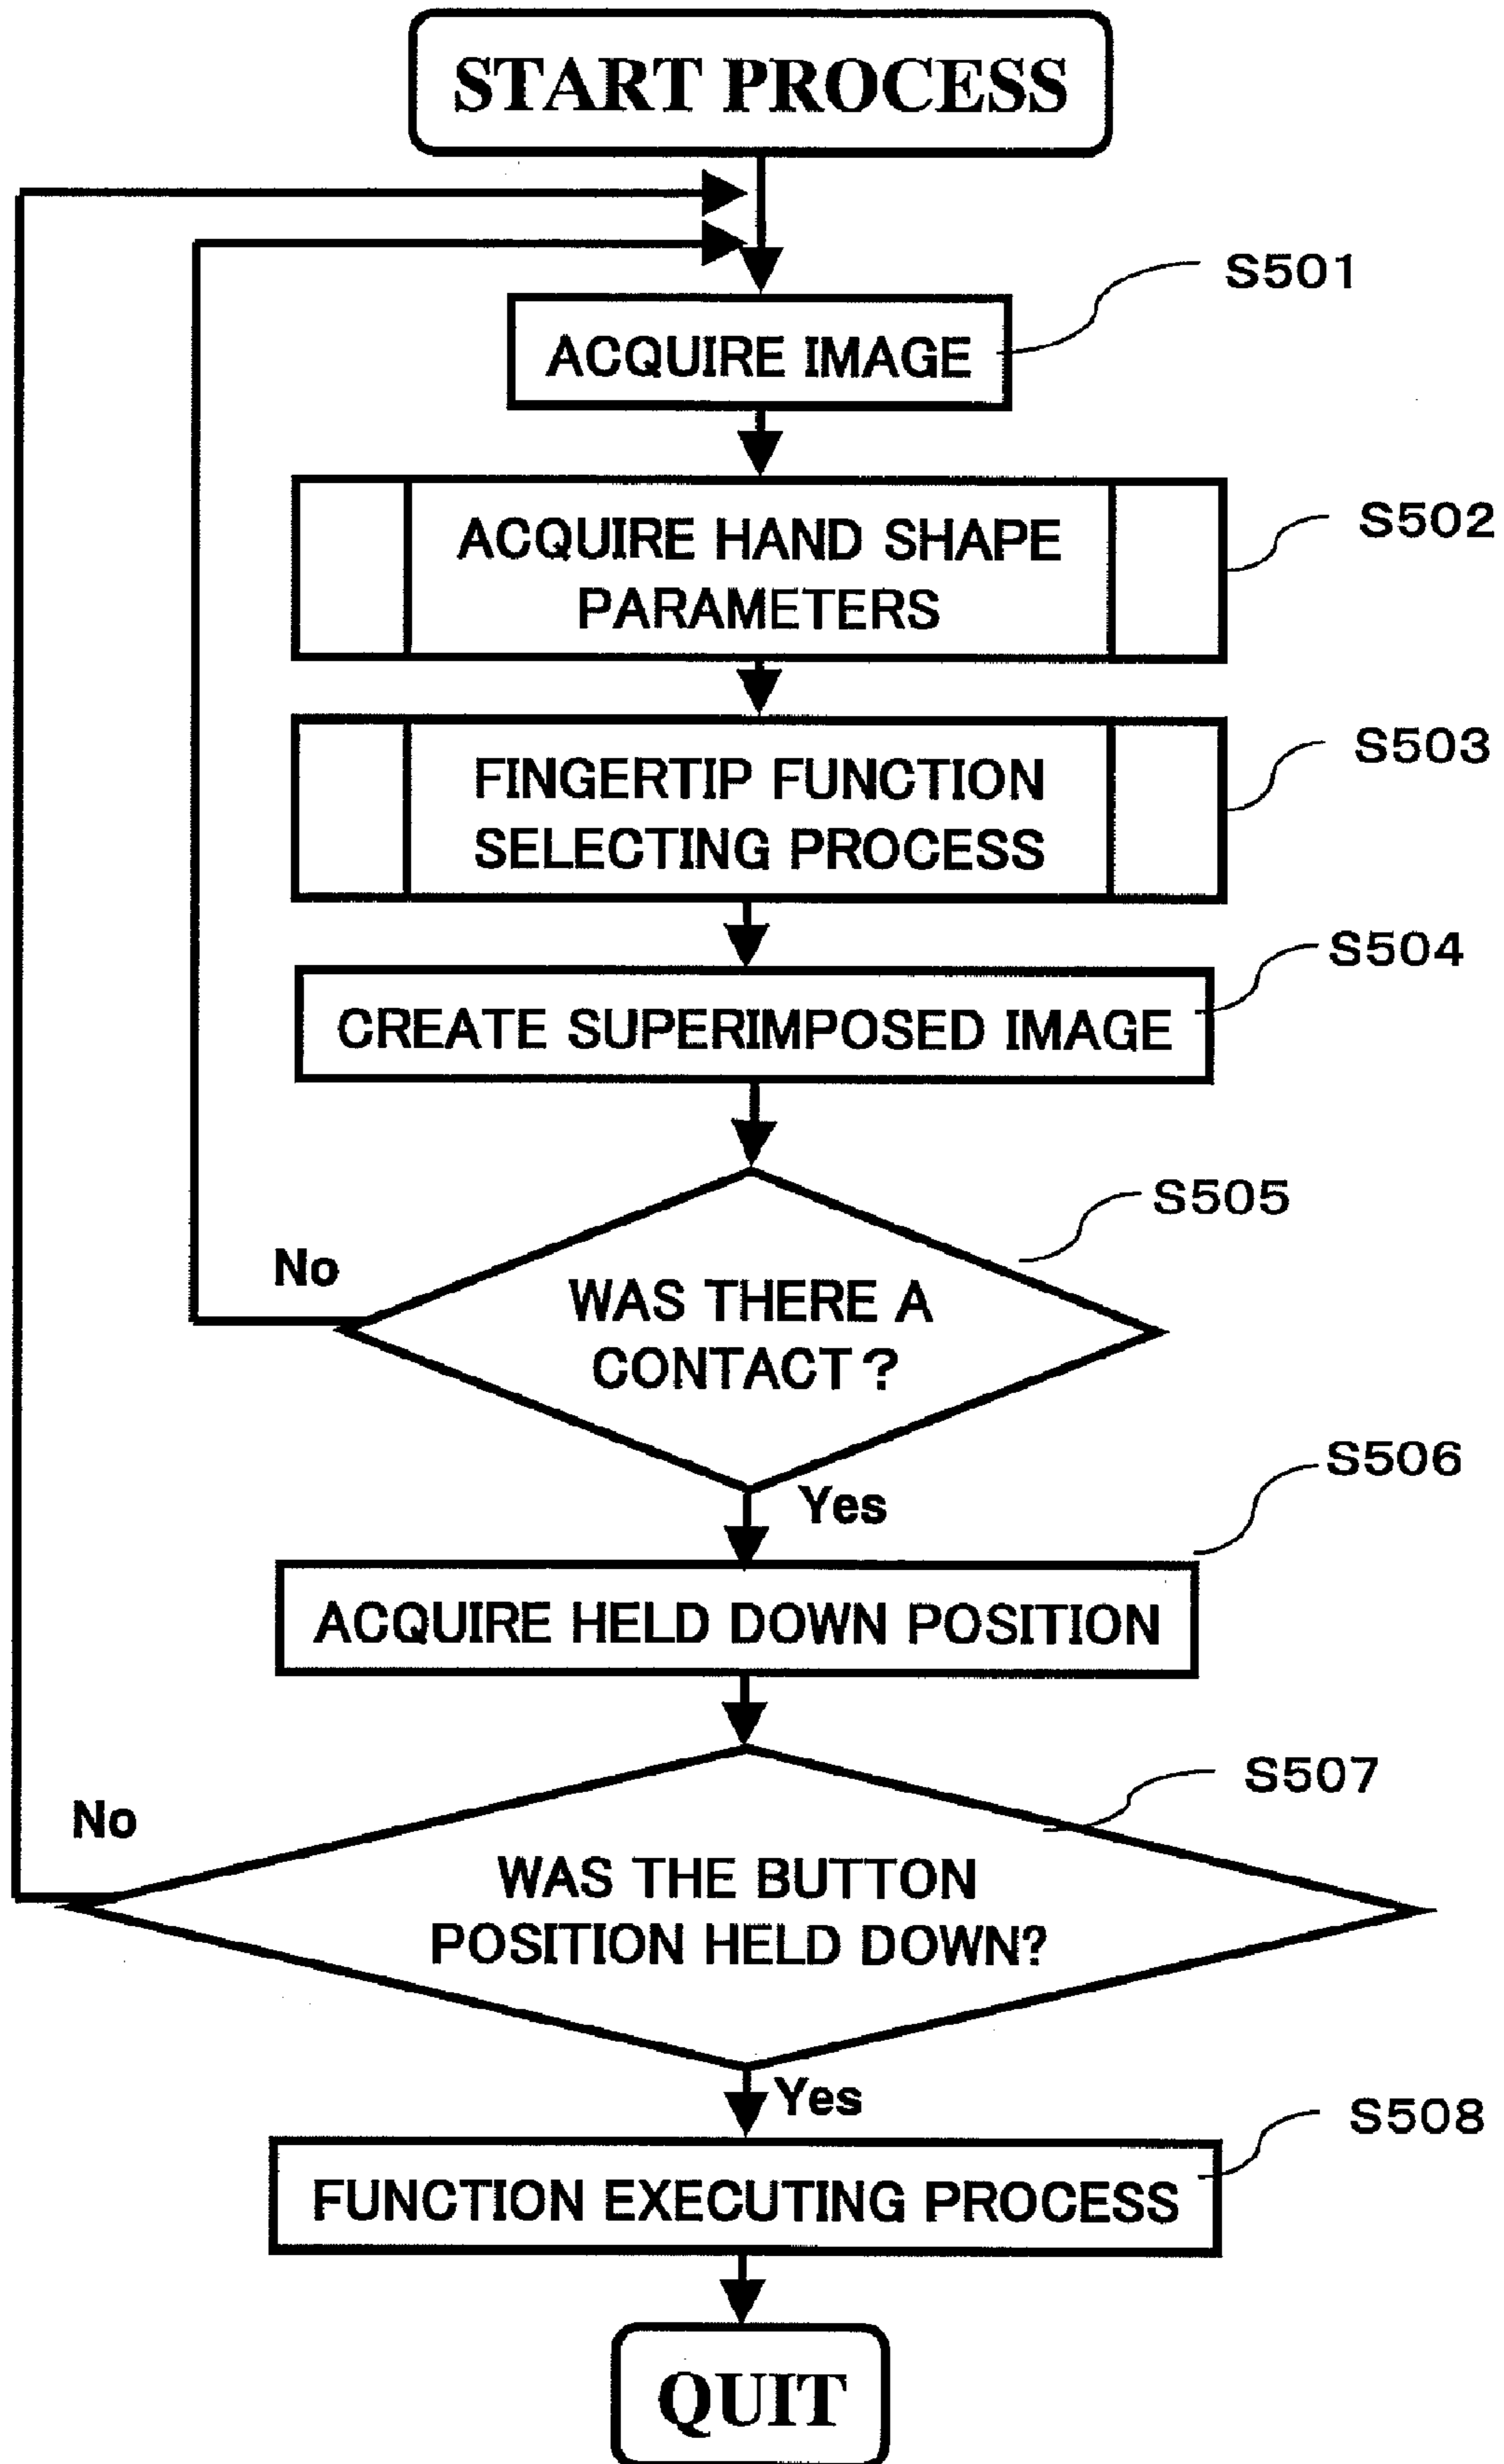 START PROCESS
S501
ACQUIRE IMAGE
S502
ACQUIRE HAND SHAPE
PARAMETERS
S503
FINGERTIP FUNCTION
SELECTING PROCESS
S504
CREATE SUPERIMPOSED IMAGE
S505
No
WAS THERE A
CONTACT?
S506
Yes
ACQUIRE HELD DOWN POSITION
S507
No
WAS THE BUTTON
POSITION HELD DOWN?
Yes
S508
FUNCTION EXECUTING PROCESS
QUIT